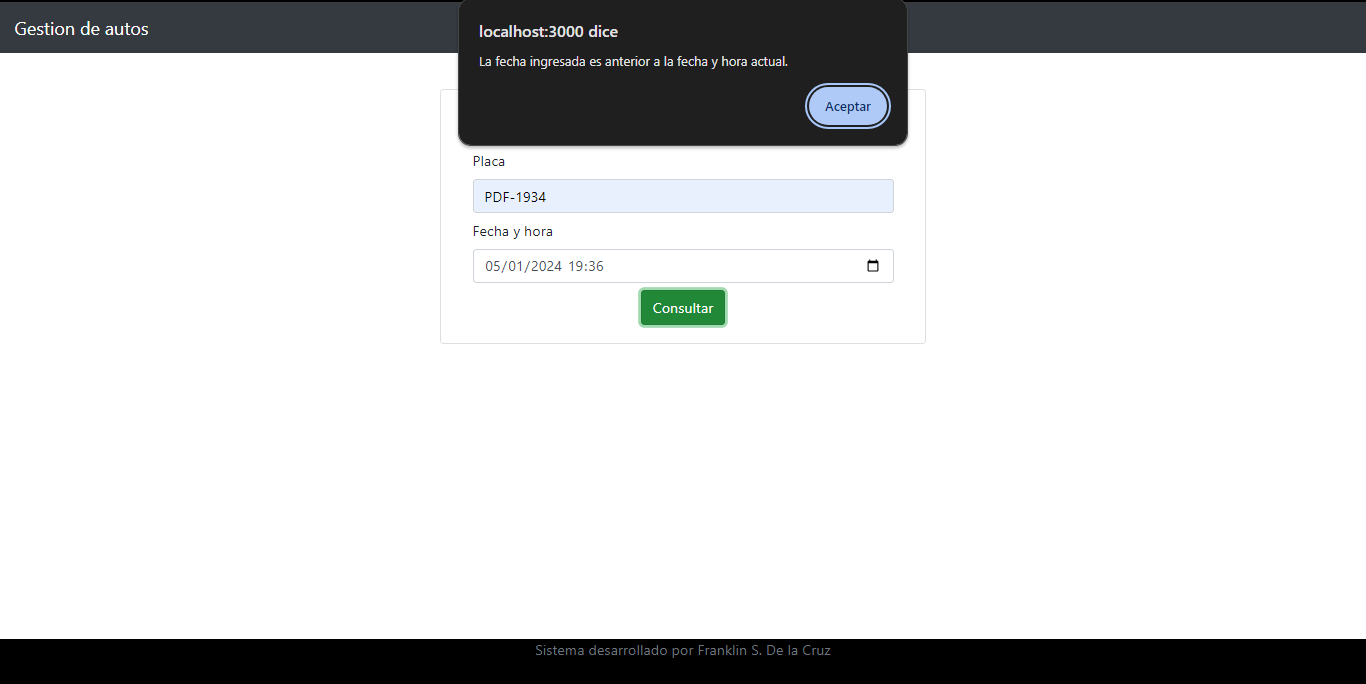 Gestion de autos
localhost:3000 dice
La fecha ingresada es anterior a la fecha y hora actual.
Aceptar
Placa
PDF-1934
Fecha y hora
05/01/2024 19:36
Consultar
Sistema desarrollado por Franklin S. De la Cruz